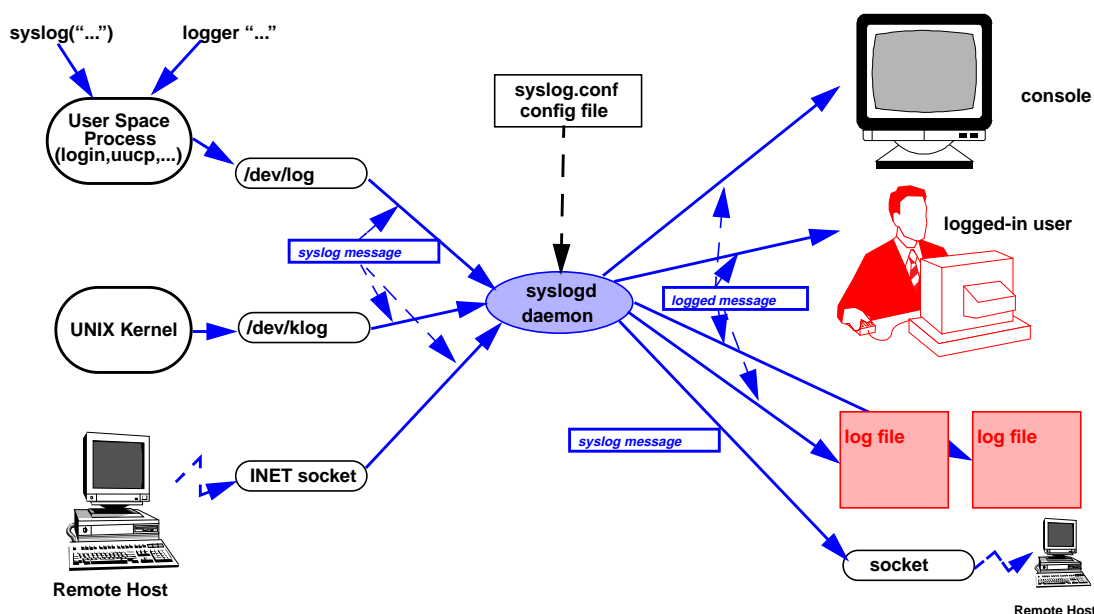 syslog(“...”)
logger “...”
syslog.conf
config file
console
User Space
Process
(login,uucp,...)
/dev/log
logged-in user
syslog message
syslogd
daemon
logged message
UNIX Kernel
/dev/klog
syslog message
log file
log file
INET socket
socket
Remote Host
Remote Host